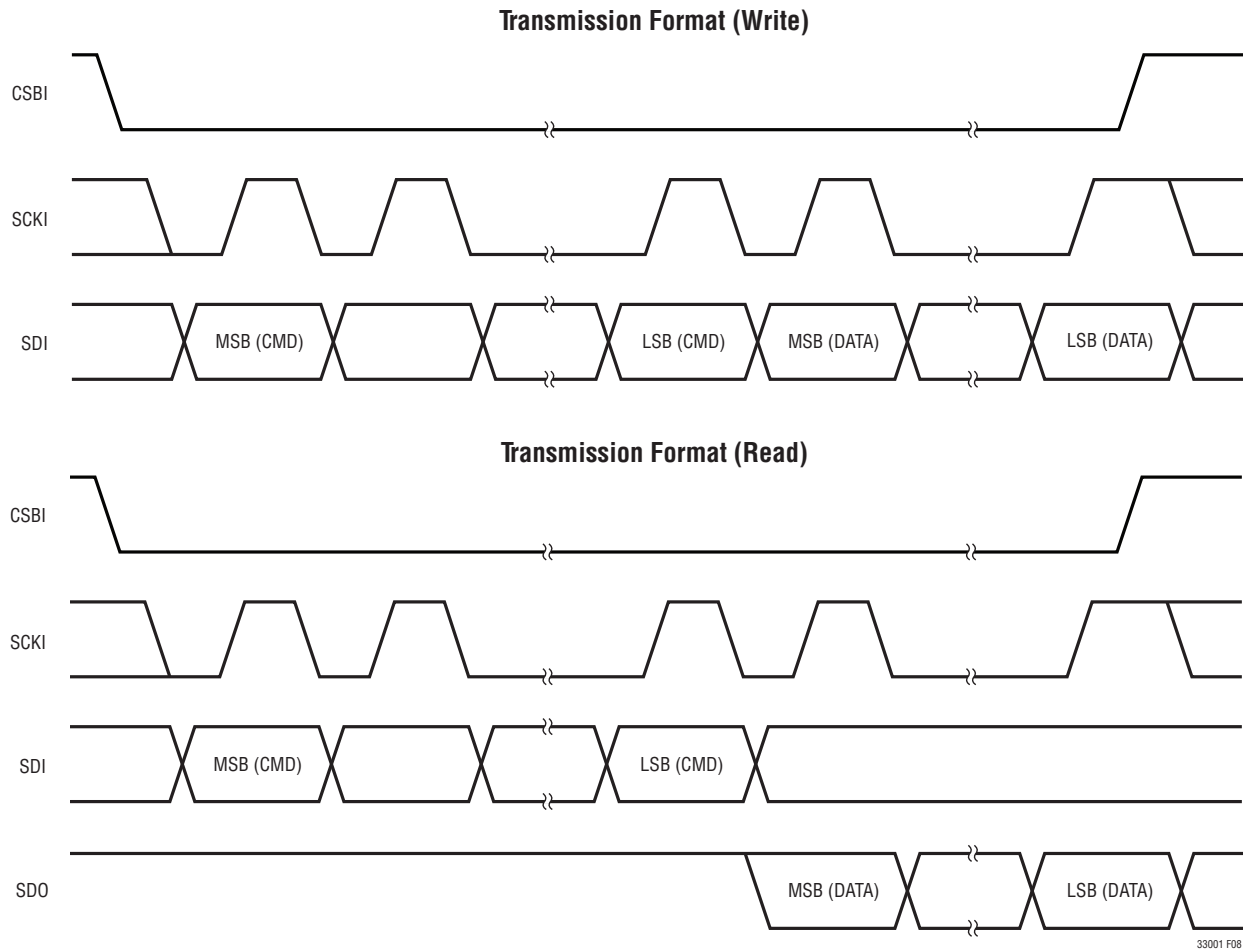 Transmission Format (Write)
CSBI
SCKI
SDI
MSB (CMD)
LSB (CMD)
MSB (DATA)
LSB (DATA)
Transmission Format (Read)
CSBI
SCKI
SDI
MSB (CMD)
LSB (CMD)
SDO
MSB (DATA)
LSB (DATA)
33001 F08